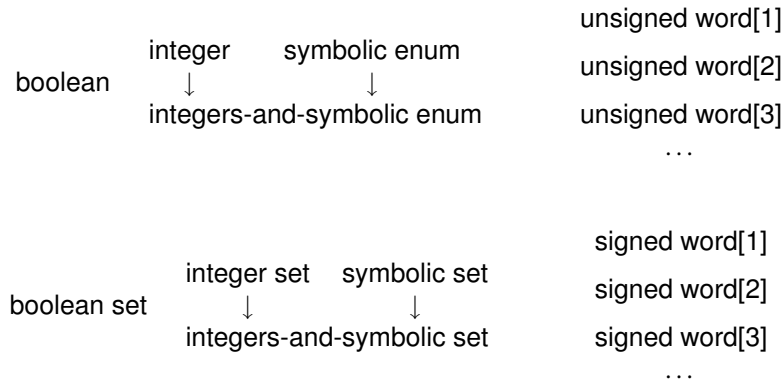 unsigned word[1]
integer symbolic enum
unsigned word[2]
boolean
↓ ↓
integers-and-symbolic enum
unsigned word[3]
...
signed word[1]
integer set symbolic set
signed word[2]
boolean set
↓ ↓
integers-and-symbolic set
signed word[3]
...